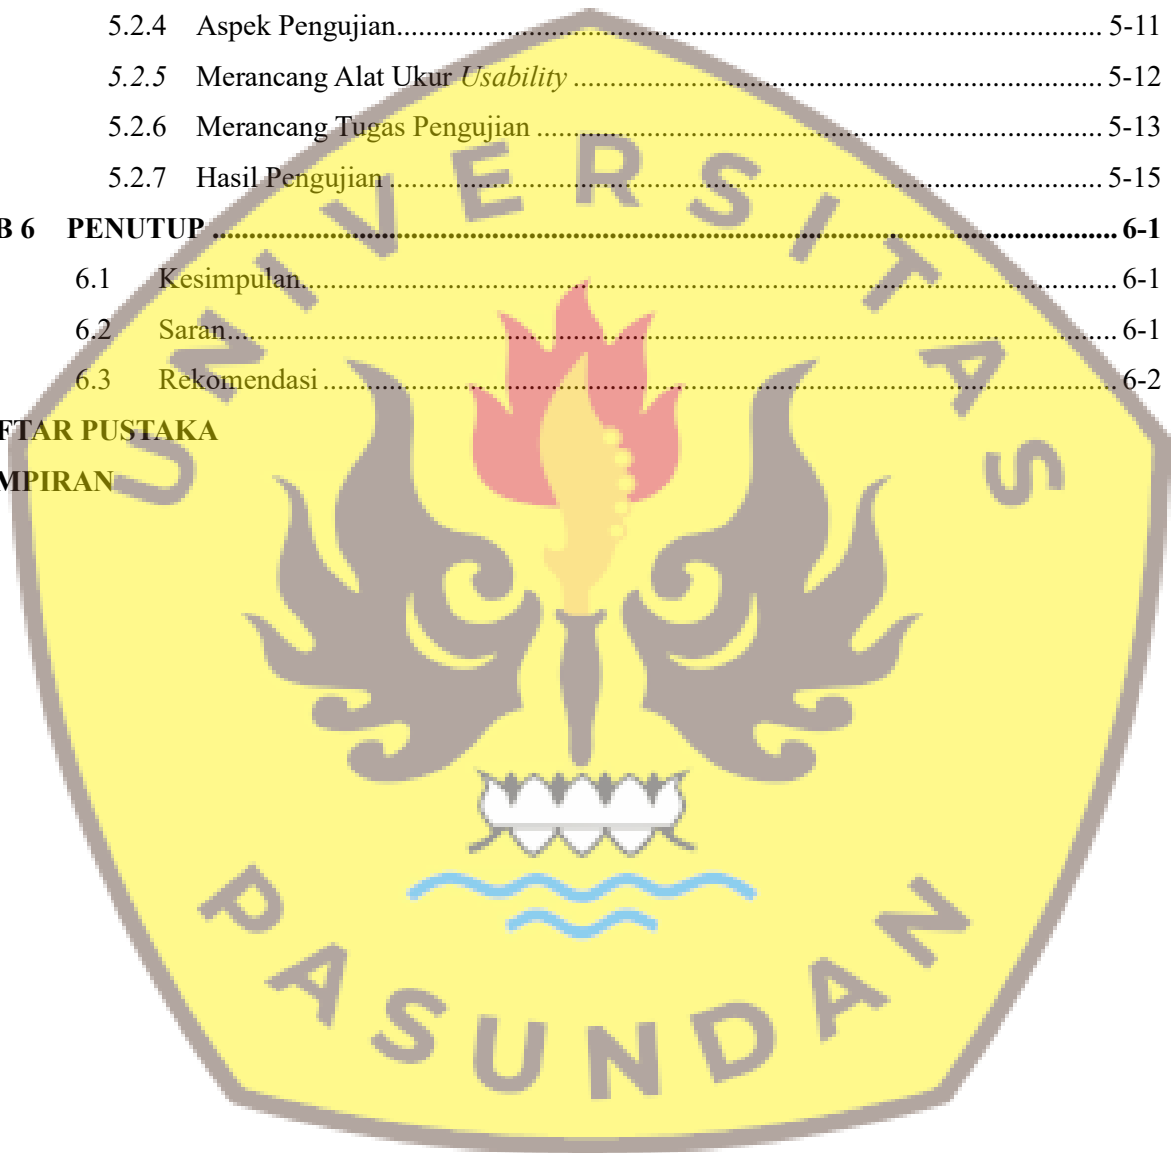 5.2.4 Aspek Pengujian.......... 5-11
5.2.5 Merancang Alat Ukur Usability .......... 5-12
5.2.6 Merancang Tugas Pengujian .......... 5-13
5.2.7 Hasil Pengujian .......... 5-15
B 6 PENUTUP .......... 6-1
6.1 Kesimpulan.......... 6-1
6.2 Saran.......... 6-1
6.3 Rekomendasi .......... 6-2
FTAR PUSTAKA
MPIRAN
UNIVERSITAS
PASUNDAN